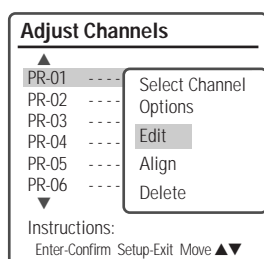 Adjust Channels
▲
PR-01 - - - -
PR-02 - - - -
PR-03 - - - -
PR-04 - - - -
PR-05 - - - -
PR-06 - - - -
▼
Select Channel
Options
Edit
Align
Delete
Instructions:
Enter-Confirm Setup-Exit Move ▲▼